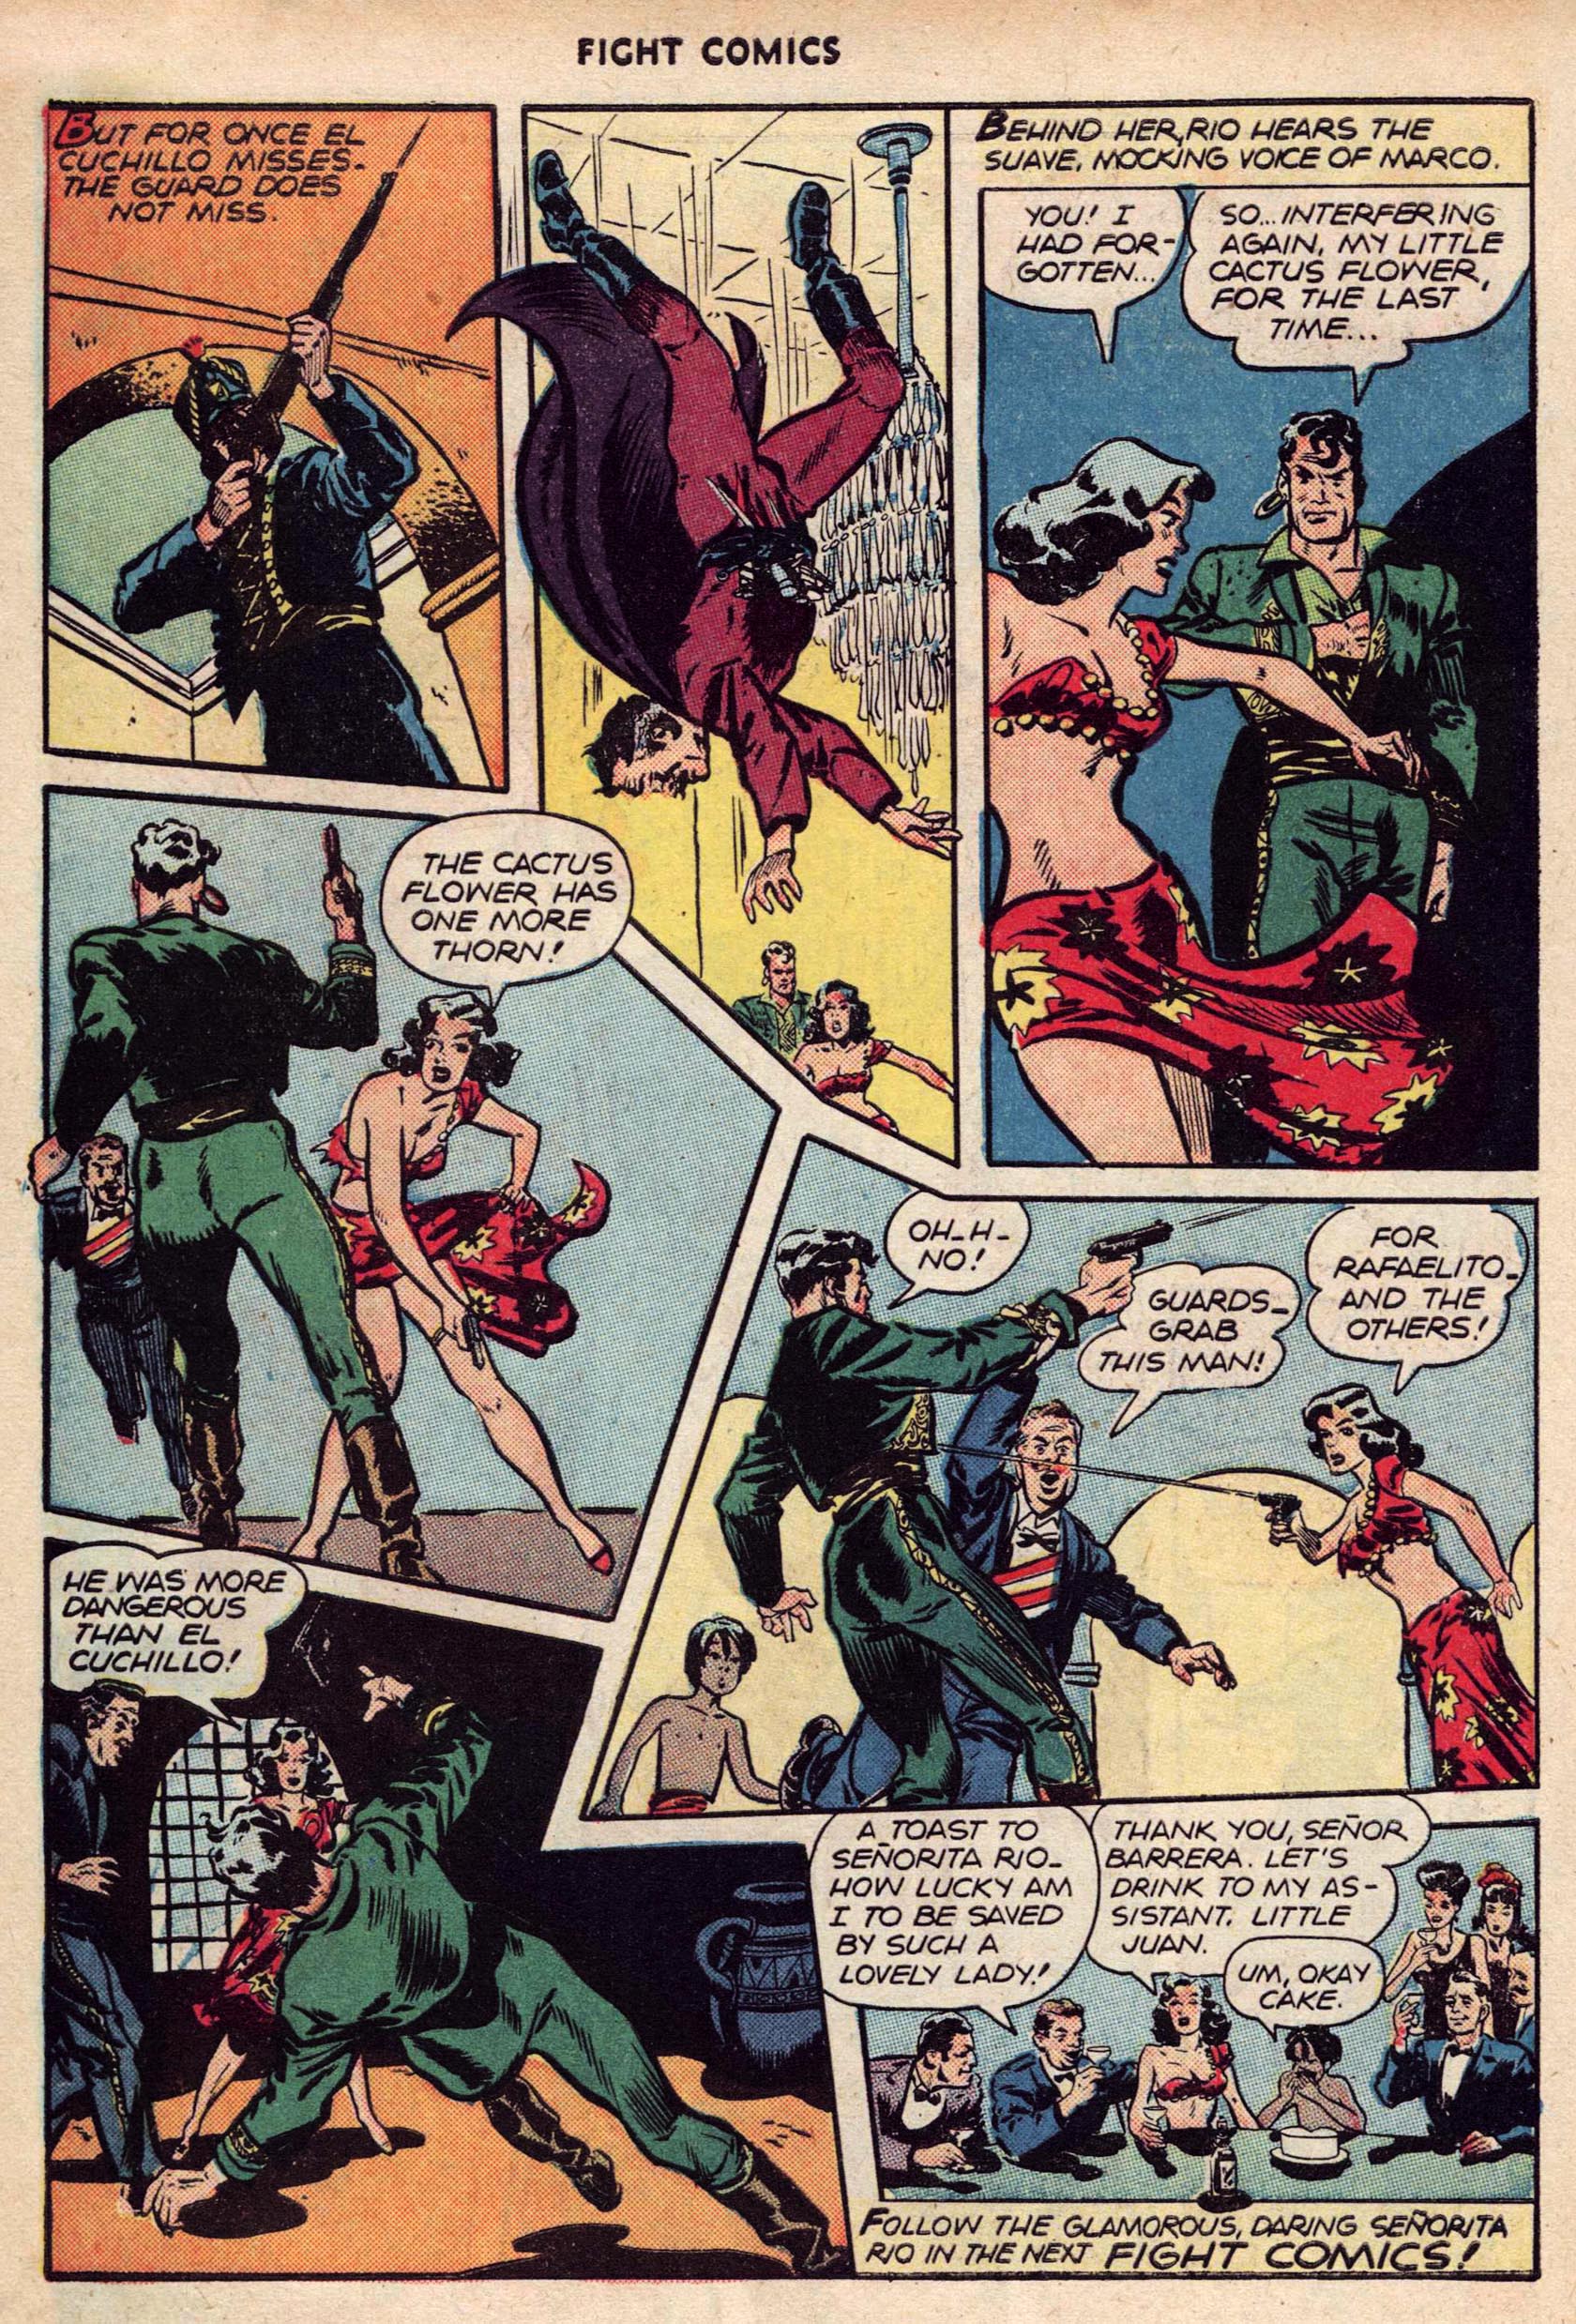 FIGHT COMICS
BUT FOR ONCE EL
CUCHILLO MISSES-
THE GUARD DOES
NOT MISS.
BEHIND HER, RIO HEARS THE
SUAVE, MOCKING VOICE OF MARCO.
YOU! I
HAD FOR-
GOTTEN...
SO... INTERFERING
AGAIN, MY LITTLE
CACTUS FLOWER,
FOR THE LAST
TIME...
THE CACTUS
FLOWER HAS
ONE MORE
THORN!
OH-H-
NO!
GUARDS-
GRAB
THIS MAN!
FOR
RAFAELITO-
AND THE
OTHERS!
HE WAS MORE
DANGEROUS
THAN EL
CUCHILLO!
A TOAST TO
SEÑORITA RIO-
HOW LUCKY AM
I TO BE SAVED
BY SUCH A
LOVELY LADY!
THANK YOU, SEÑOR
BARRERA. LET'S
DRINK TO MY AS-
SISTANT. LITTLE
JUAN.
UM, OKAY
CAKE.
FOLLOW THE GLAMOROUS, DARING SEÑORITA
RIO IN THE NEXT FIGHT COMICS!